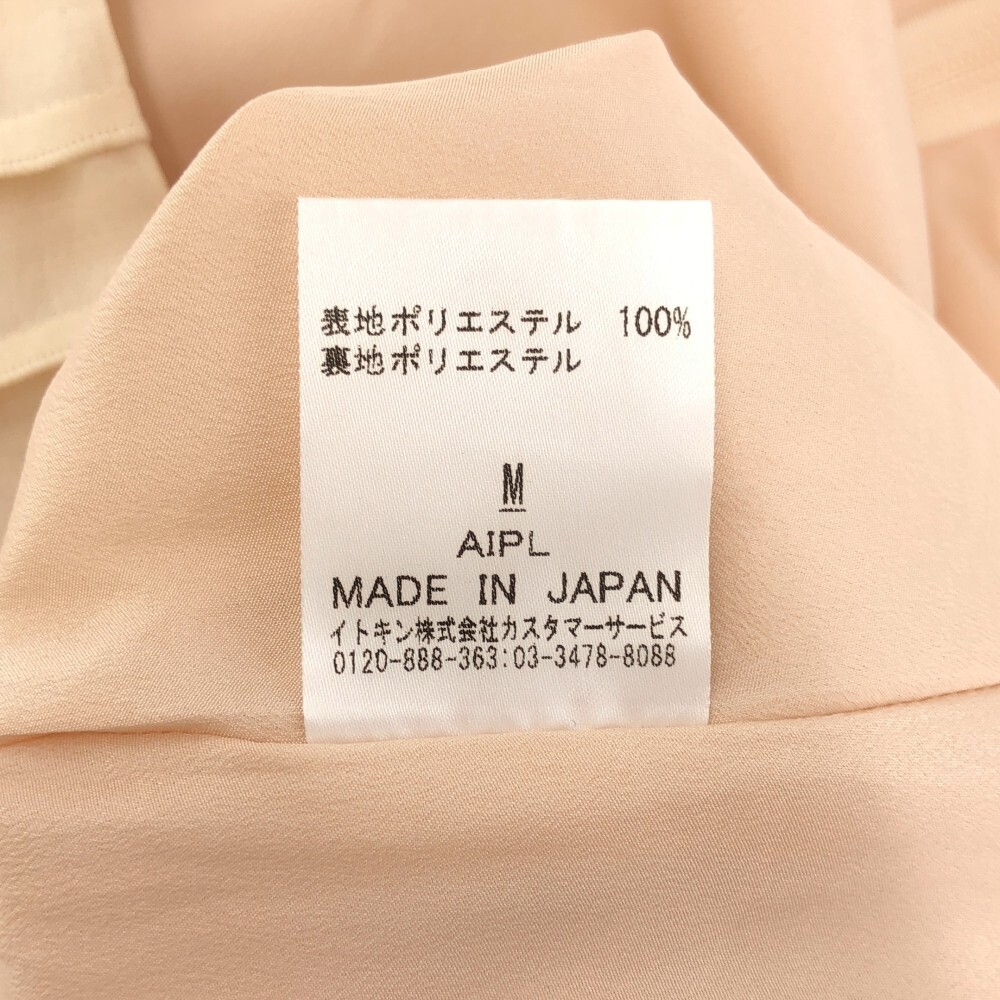 表地ポリエステル 100%
裏地ポリエステル
M
AIPL
MADE IN JAPAN
イトキン株式会社カスタマーサービス
0120-888-363:03-3478-8088